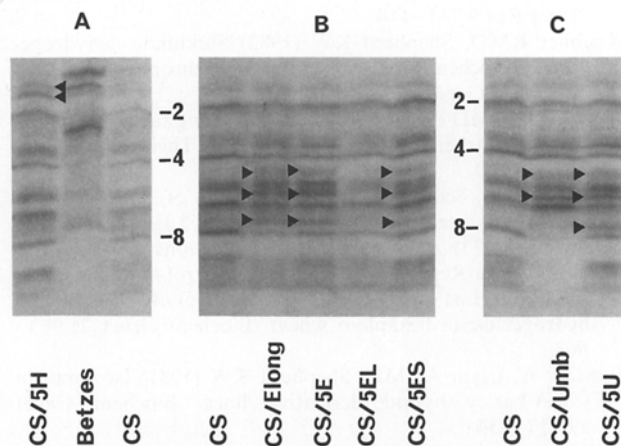 A
B
C
-2
-4
-8
2-
4-
8-
CS/5H
Betzes
CS
CS
CS/Elong
CS/5E
CS/5EL
CS/5ES
CS
CS/Umb
CS/5U